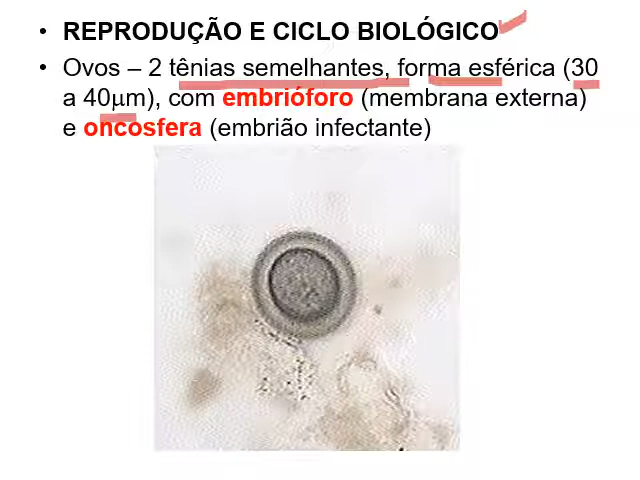 • REPRODUÇÃO E CICLO BIOLÓGICO
• Ovos – 2 tênias semelhantes, forma esférica (30
a 40μm), com embrióforo (membrana externa)
e oncosfera (embrião infectante)